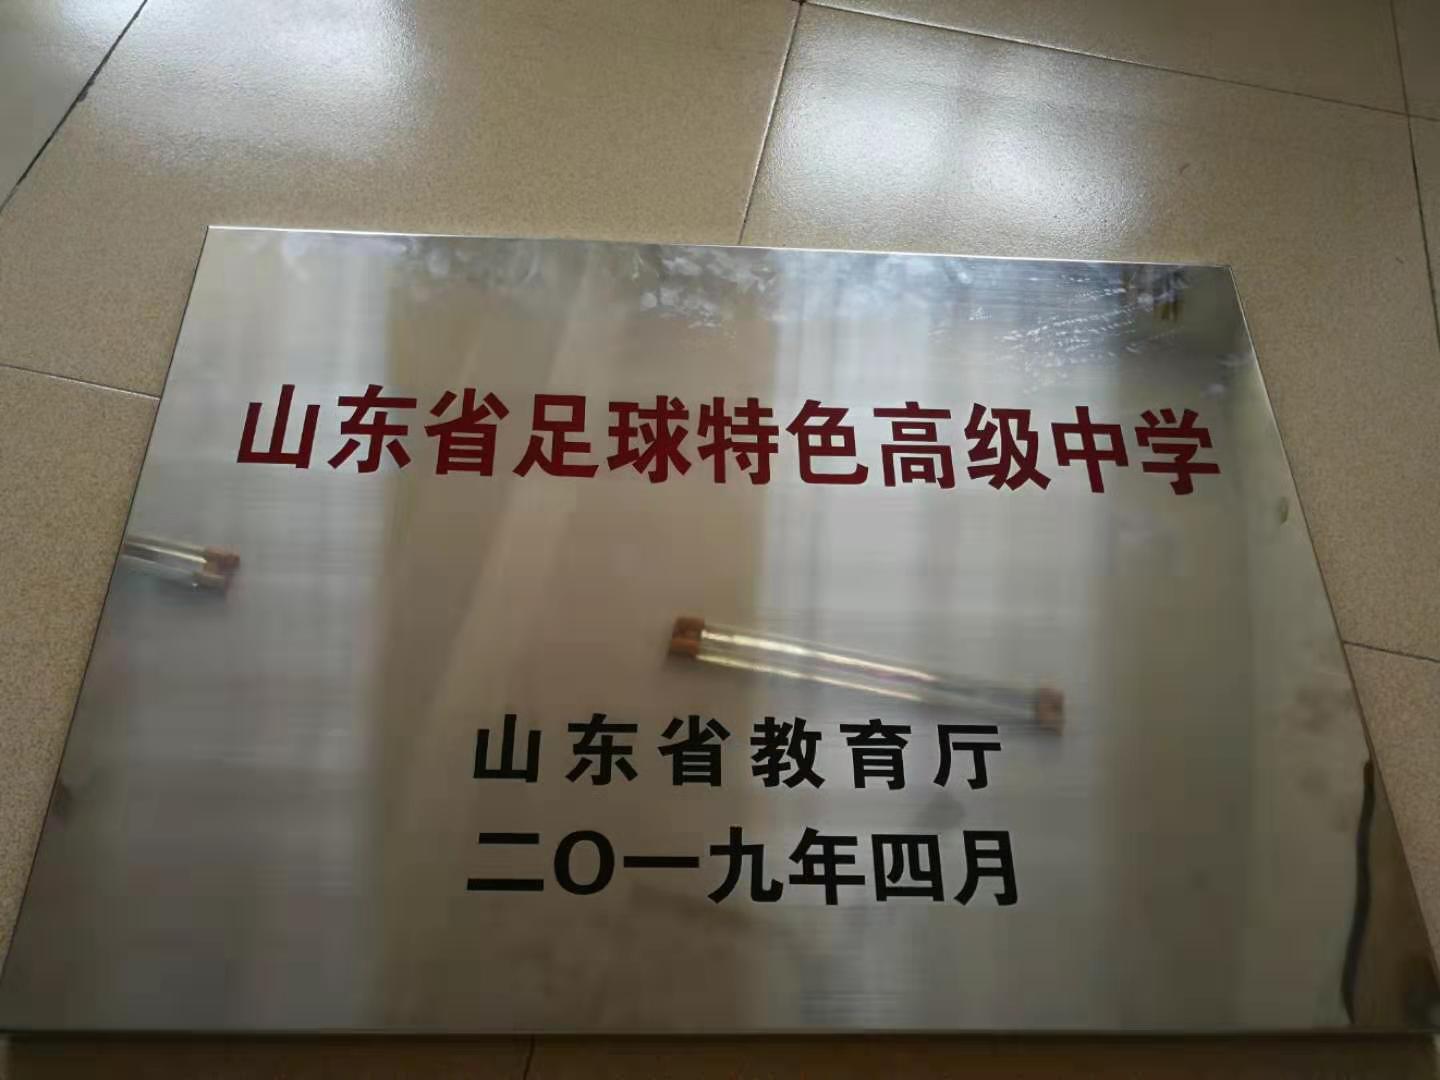 山东省足球特色高级中学
山东省教育厅
二〇一九年四月